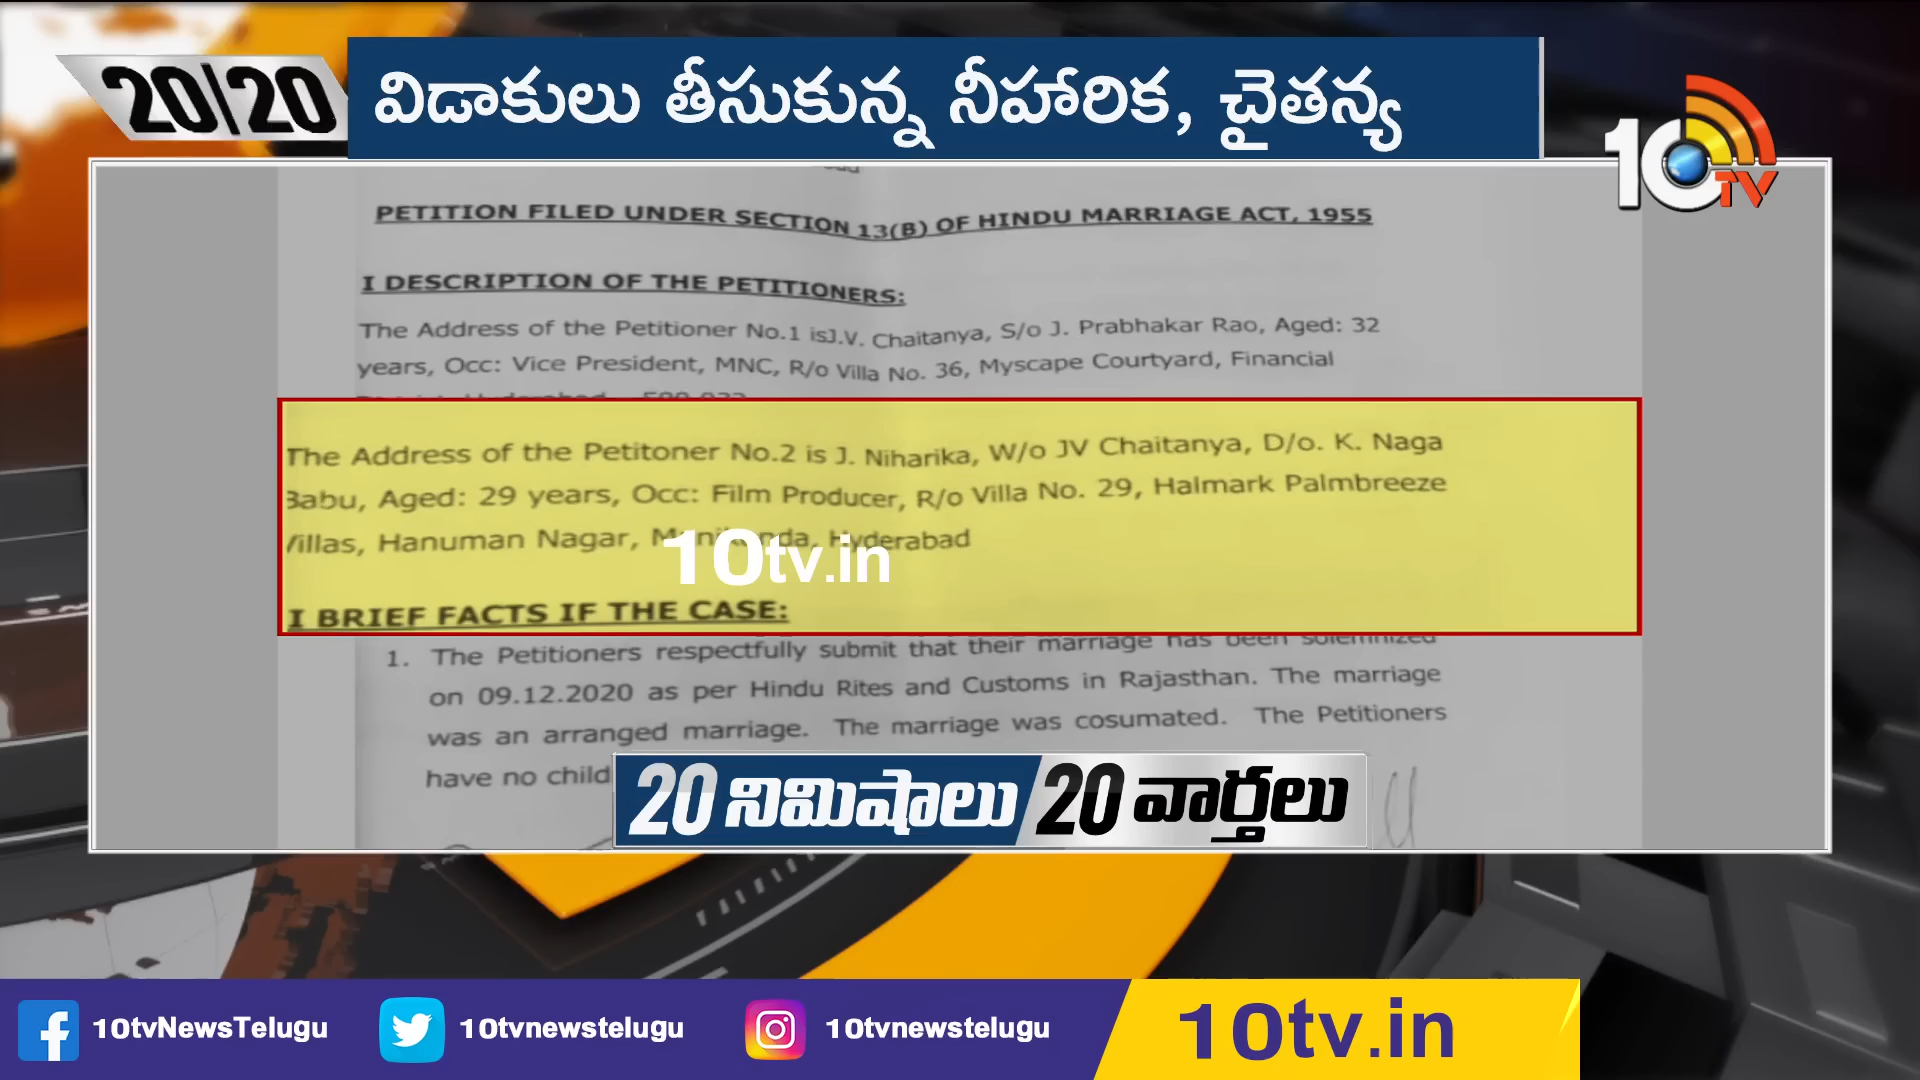 20\20
విడాకులు తీసుకున్న నీహారిక, చైతన్య
10TV
PETITION FILED UNDER SECTION 13(B) OF HINDU MARRIAGE ACT, 1955
I DESCRIPTION OF THE PETITIONERS:
The Address of the Petitioner No.1 isJ.V. Chaitanya, S/o J. Prabhakar Rao, Aged: 32
years, Occ: Vice President, MNC, R/o Villa No. 36, Myscape Courtyard, Financial
The Address of the Petitoner No.2 is J. Niharika, W/o JV Chaitanya, D/o. K. Naga
Babu, Aged: 29 years, Occ: Film Producer, R/o Villa No. 29, Halmark Palmbreeze
Villas, Hanuman Nagar, Hyderabad
10tv.in
I BRIEF FACTS IF THE CASE:
1. The Petitioners respectfully submit that their marriage has been solemnized
on 09.12.2020 as per Hindu Rites and Customs in Rajasthan. The marriage
was an arranged marriage. The marriage was cosumated. The Petitioners
have no child
20 నిమిషాలు 20 వార్తలు
10tvNewsTelugu 10tvnewstelugu 10tvnewstelugu 10tv.in